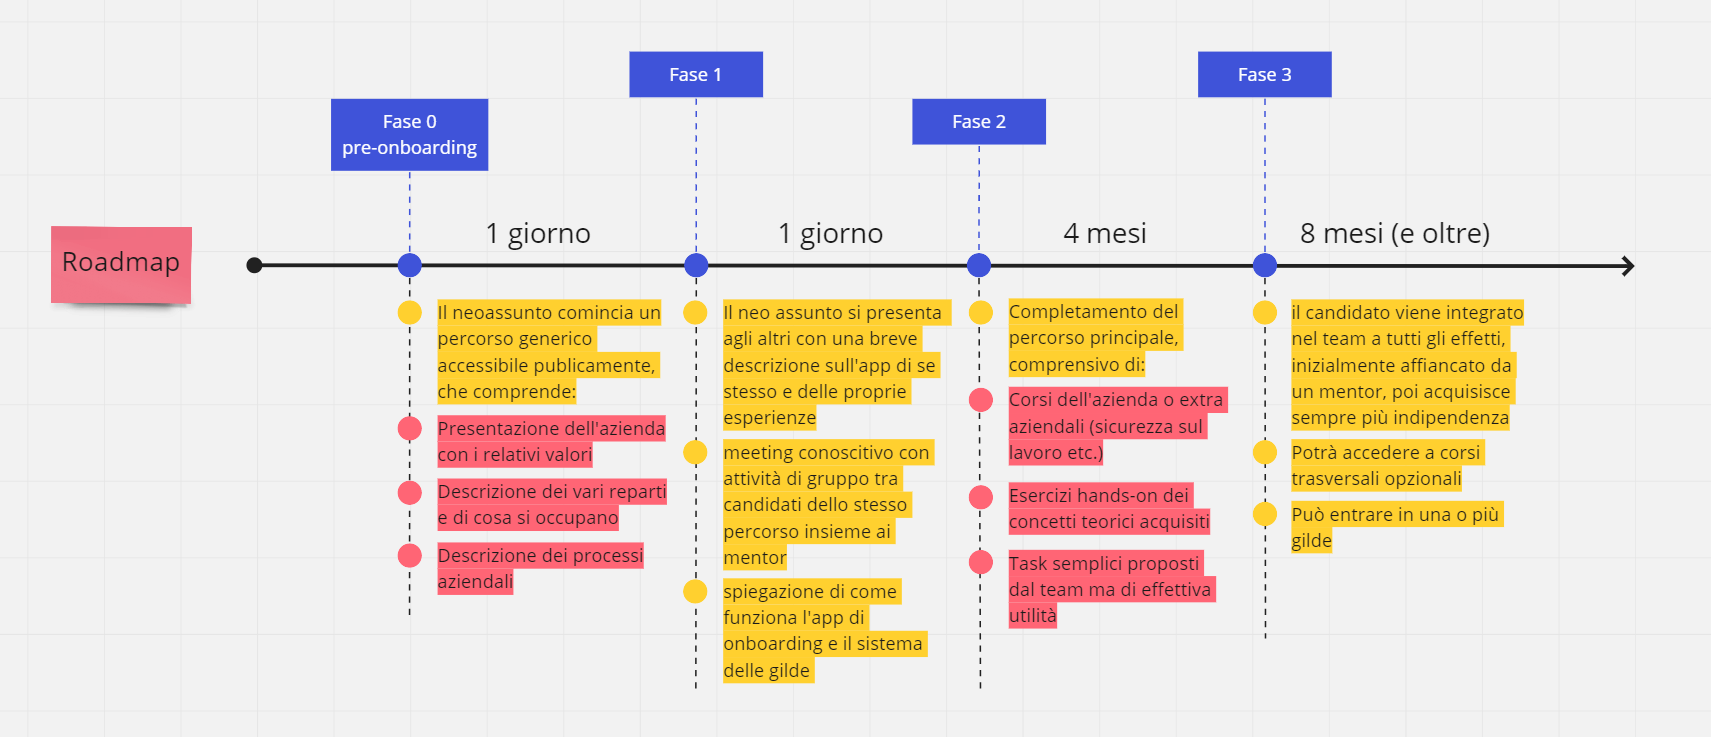 Fase 0
pre-onboarding
Fase 1
Fase 2
Fase 3
Roadmap
1 giorno
1 giorno
4 mesi
8 mesi (e oltre)
Il neoassunto comincia un
percorso generico
accessibile publicamente,
che comprende:
Presentazione dell'azienda
con i relativi valori
Descrizione dei vari reparti
e di cosa si occupano
Descrizione dei processi
aziendali
Il neo assunto si presenta
agli altri con una breve
descrizione sull'app di se
stesso e delle proprie
esperienze
meeting conoscitivo con
attività di gruppo tra
candidati dello stesso
percorso insieme ai
mentor
spiegazione di come
funziona l'app di
onboarding e il sistema
delle gilde
Completamento del
percorso principale,
comprensivo di:
Corsi dell'azienda o extra
aziendali (sicurezza sul
lavoro etc.)
Esercizi hands-on dei
concetti teorici acquisiti
Task semplici proposti
dal team ma di effettiva
utilità
il candidato viene integrato
nel team a tutti gli effetti,
inizialmente affiancato da
un mentor, poi acquisisce
sempre più indipendenza
Potrà accedere a corsi
trasversali opzionali
Può entrare in una o più
gilde